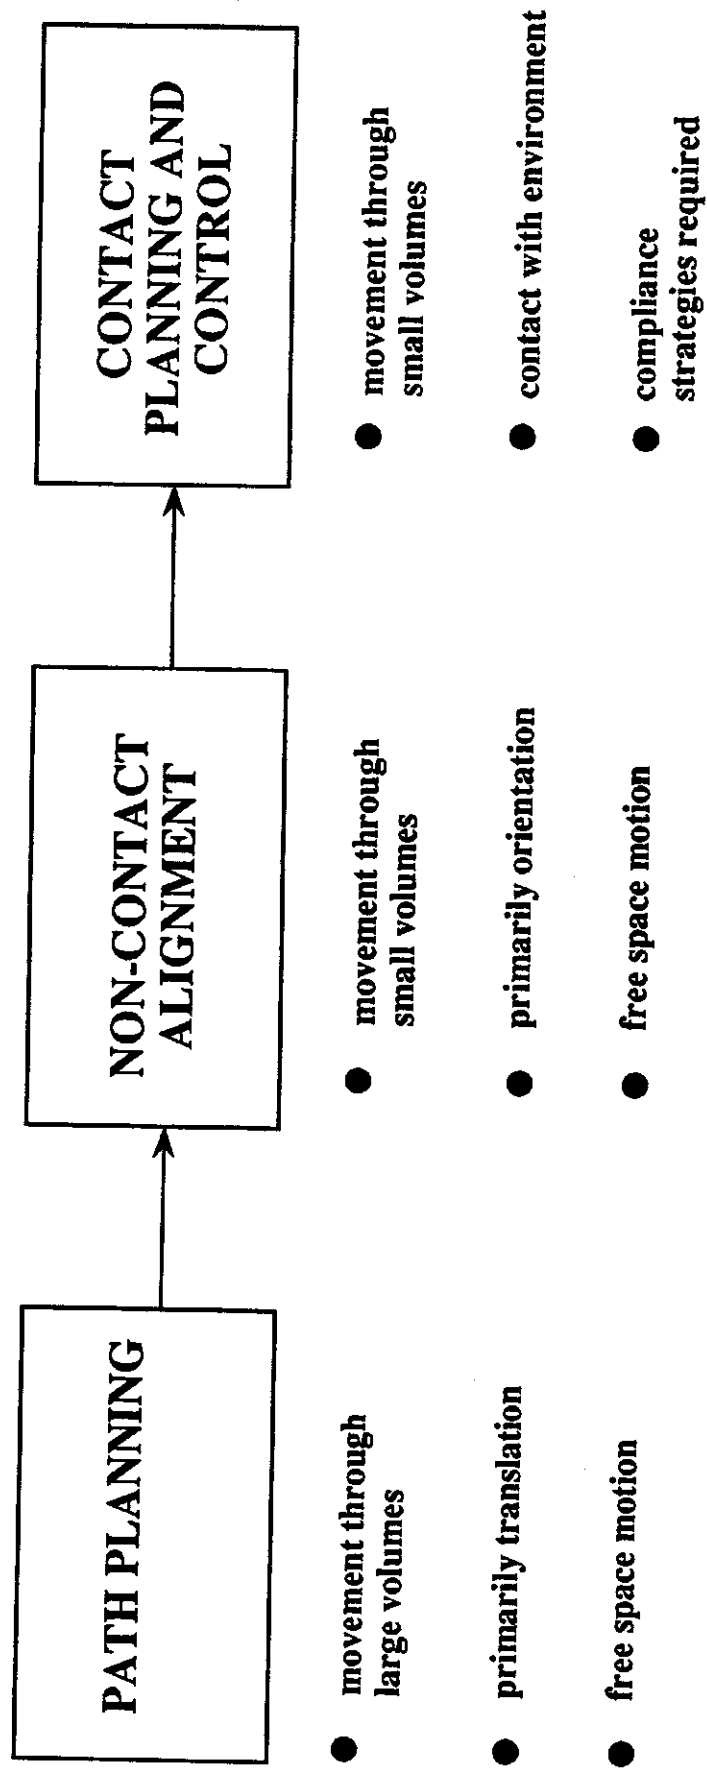 PATH PLANNING
movement through
large volumes
primarily translation
free space motion
NON-CONTACT
ALIGNMENT
movement through
small volumes
primarily orientation
free space motion
CONTACT
PLANNING AND
CONTROL
movement through
small volumes
contact with environment
compliance
strategies required